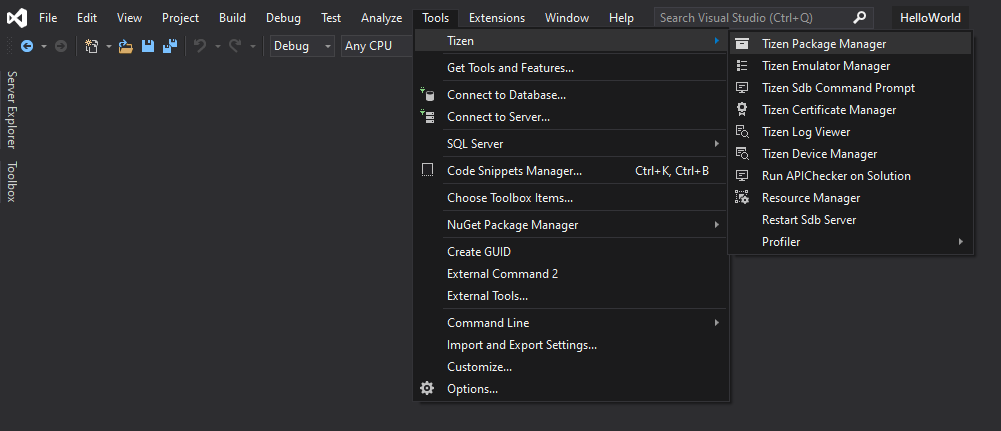 File Edit View Project Build Debug Test Analyze Tools Extensions Window Help Search Visual Studio (Ctrl+Q) HelloWorld
Debug Any CPU
Server Explorer
Toolbox
Tizen
Get Tools and Features...
Connect to Database...
Connect to Server...
SQL Server
Code Snippets Manager... Ctrl+K, Ctrl+B
Choose Toolbox Items...
NuGet Package Manager
Create GUID
External Command 2
External Tools...
Command Line
Import and Export Settings...
Customize...
Options...
Tizen Package Manager
Tizen Emulator Manager
Tizen Sdb Command Prompt
Tizen Certificate Manager
Tizen Log Viewer
Tizen Device Manager
Run APIChecker on Solution
Resource Manager
Restart Sdb Server
Profiler